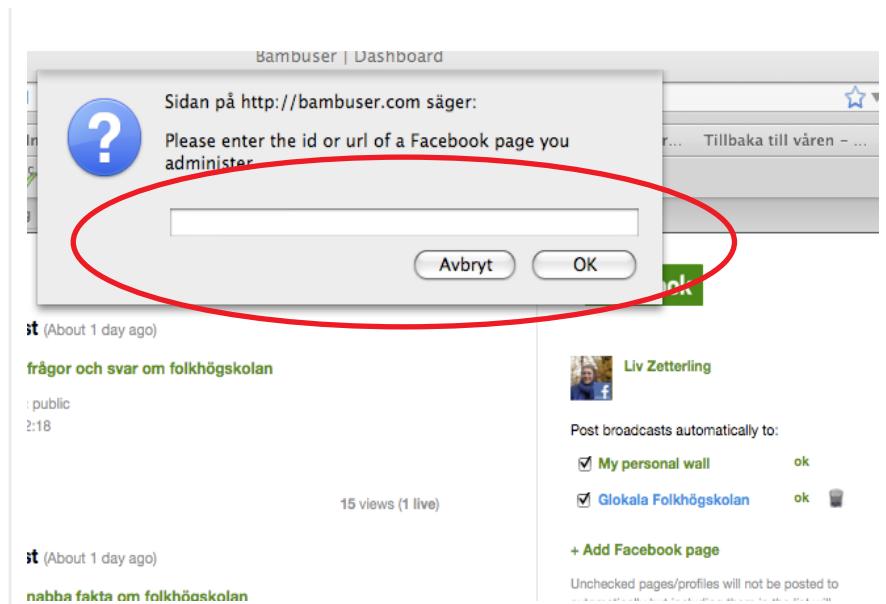 Bambuser | Dashboard
Sidan på http://bambuser.com säger:
Please enter the id or url of a Facebook page you
administer
r... Tillbaka till våren – ...
Avbryt OK
ok
st (About 1 day ago)
frågor och svar om folkhögskolan
: public
2:18
15 views (1 live)
st (About 1 day ago)
nabba fakta om folkhögskolan
Liv Zetterling
Post broadcasts automatically to:
My personal wall ok
Glokala Folkhögskolan ok
+ Add Facebook page
Unchecked pages/profiles will not be posted to